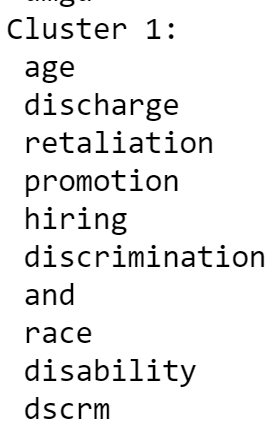 Cluster 1:
age
discharge
retaliation
promotion
hiring
discrimination
and
race
disability
dscrm